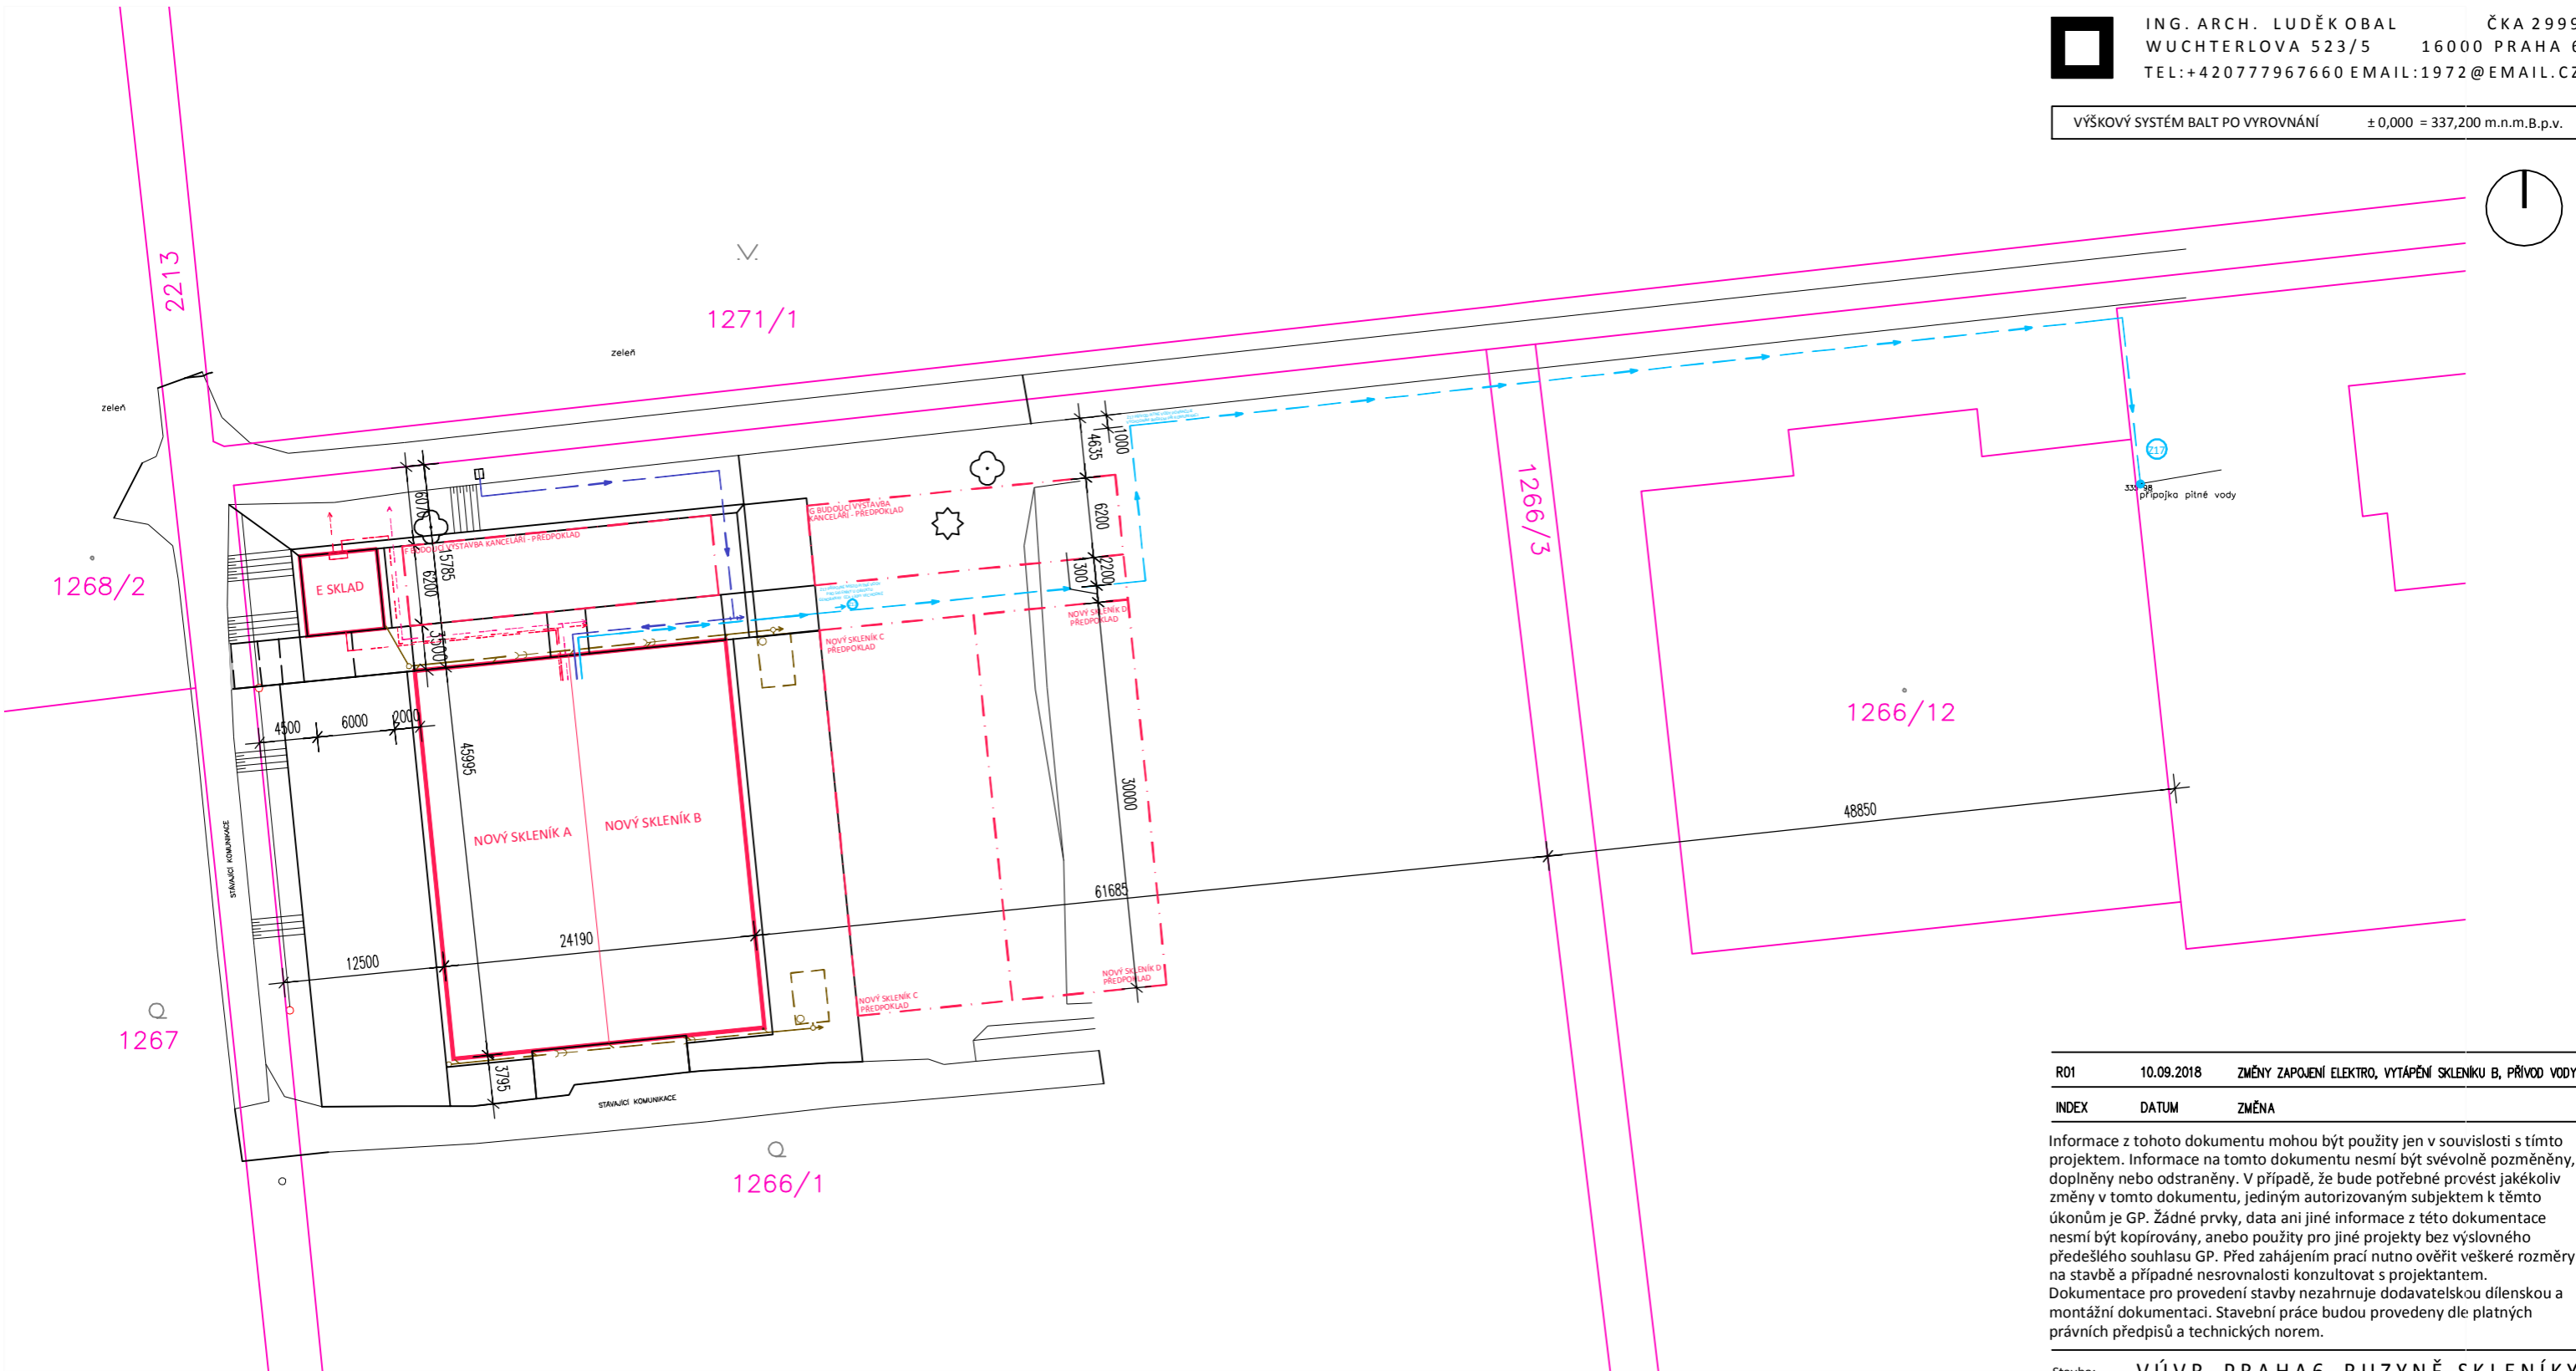 ING. ARCH. LUDĚK OBAL ČKA 2999
WUCHTERLOVA 523/5 16000 PRAHA 6
TEL:+420777967660 EMAIL:1972@EMAIL.CZ
VÝŠKOVÝ SYSTÉM BALT PO VYROVNÁNÍ ± 0,000 = 337,200 m.n.m.B.p.v.
2213
1271/1
zeleň
zeleň
1268/2
E SKLAD
F BUDOUCÍ VÝSTAVBA KANCELÁŘÍ - PŘEDPOKLAD
G BUDOUCÍ VÝSTAVBA
KANCELÁŘÍ - PŘEDPOKLAD
6070
15785
6200
3500
4635
1000
6200
2200
1300
1266/3
Z17
přípojka pitné vody
NOVÝ SKLENÍK C
PŘEDPOKLAD
NOVÝ SKLENÍK D
PŘEDPOKLAD
1266/12
4500
6000
2000
45995
30000
48850
STÁVAJÍCÍ KOMUNIKACE
NOVÝ SKLENÍK A
NOVÝ SKLENÍK B
61685
24190
12500
NOVÝ SKLENÍK C
PŘEDPOKLAD
NOVÝ SKLENÍK D
PŘEDPOKLAD
1267
3795
STÁVAJÍCÍ KOMUNIKACE
1266/1
R01 10.09.2018 ZMĚNY ZAPOJENÍ ELEKTRO, VYTÁPĚNÍ SKLENÍKU B, PŘÍVOD VODY
INDEX DATUM ZMĚNA
Informace z tohoto dokumentu mohou být použity jen v souvislosti s tímto
projektem. Informace na tomto dokumentu nesmí být svévolně pozměněny,
doplněny nebo odstraněny. V případě, že bude potřebné provést jakékoliv
změny v tomto dokumentu, jediným autorizovaným subjektem k těmto
úkonům je GP. Žádné prvky, data ani jiné informace z této dokumentace
nesmí být kopírovány, anebo použity pro jiné projekty bez výslovného
předešlého souhlasu GP. Před zahájením prací nutno ověřit veškeré rozměry
na stavbě a případné nesrovnalosti konzultovat s projektantem.
Dokumentace pro provedení stavby nezahrnuje dodavatelskou dílenskou a
montážní dokumentaci. Stavební práce budou provedeny dle platných
právních předpisů a technických norem.
Stavba: VÚVR PRAHA6 RUZYNĚ SKLENÍKY